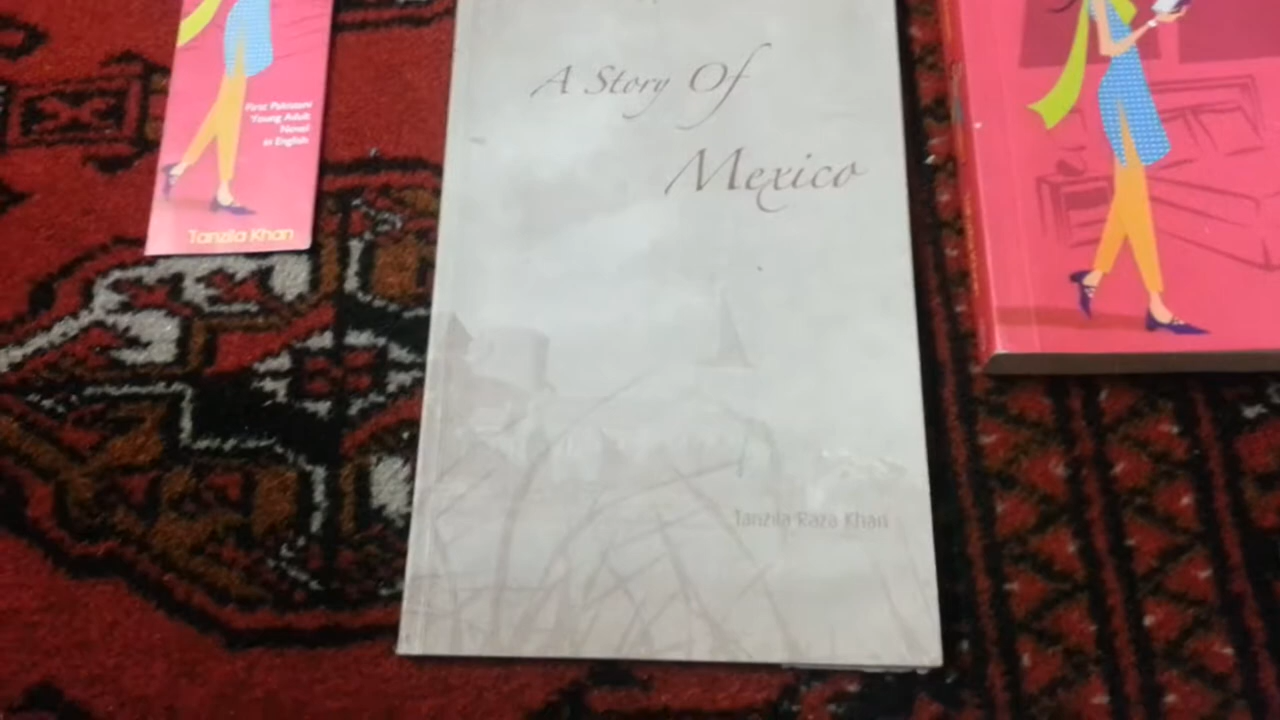 First Pakistani
Young Adult
Novel
in English
Tanzila Khan
A Story Of
Mexico
Tanzila Raza Khan